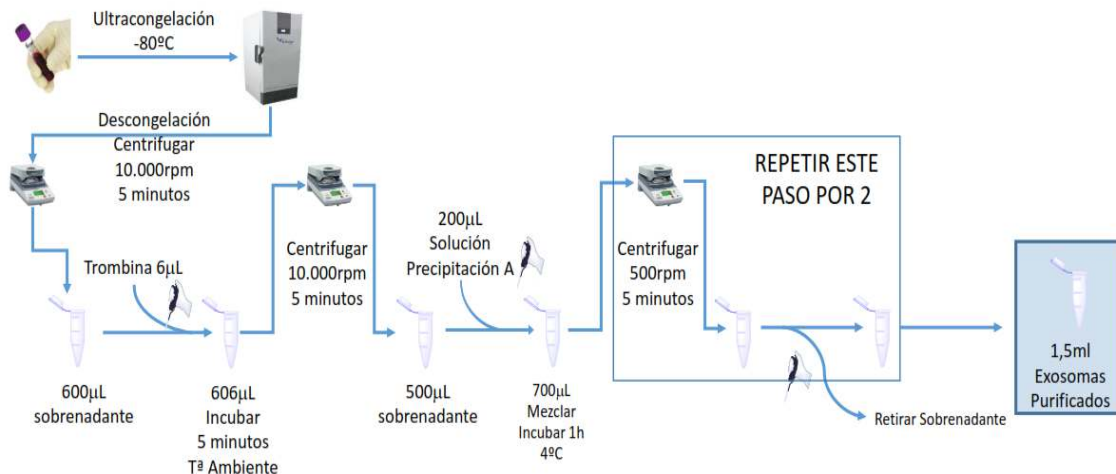 Ultracongelación
-80ºC
Descongelación
Centrifugar
10.000rpm
5 minutos
Trombina 6µL
600µL
sobrenadante
606µL
Incubar
5 minutos
Tª Ambiente
Centrifugar
10.000rpm
5 minutos
500µL
sobrenadante
200µL
Solución
Precipitación A
700µL
Mezclar
Incubar 1h
4ºC
REPETIR ESTE
PASO POR 2
Centrifugar
500rpm
5 minutos
Retirar Sobrenadante
1,5ml
Exosomas
Purificados